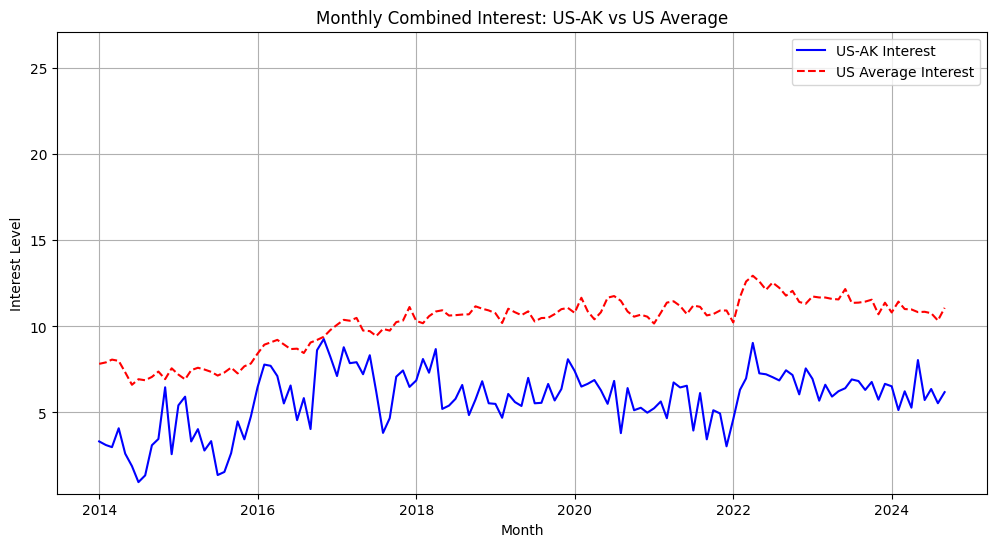 Monthly Combined Interest: US-AK vs US Average
US-AK Interest
US Average Interest
25
20
15
10
5
Interest Level
2014 2016 2018 2020 2022 2024
Month